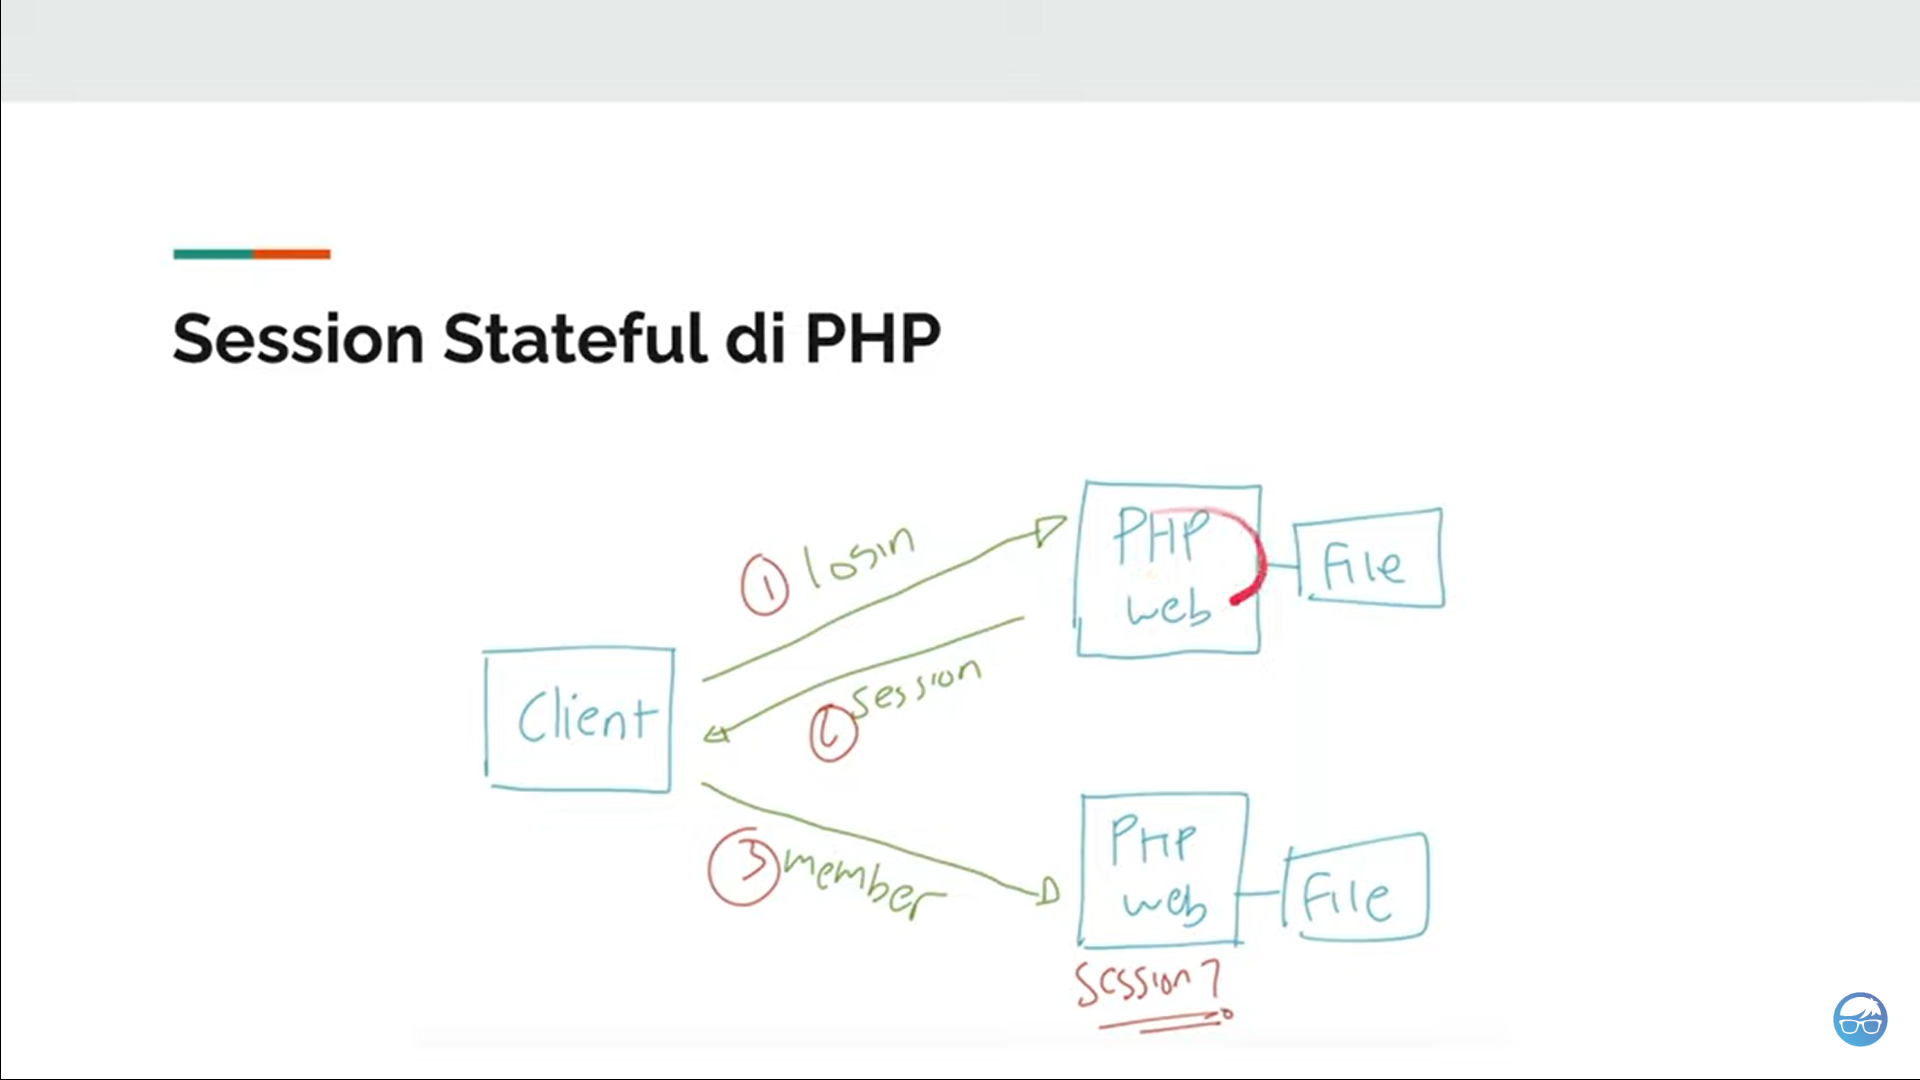 Session Stateful di PHP
① login
PHP
web
File
② session
Client
③ member
PHP
web
File
Session?